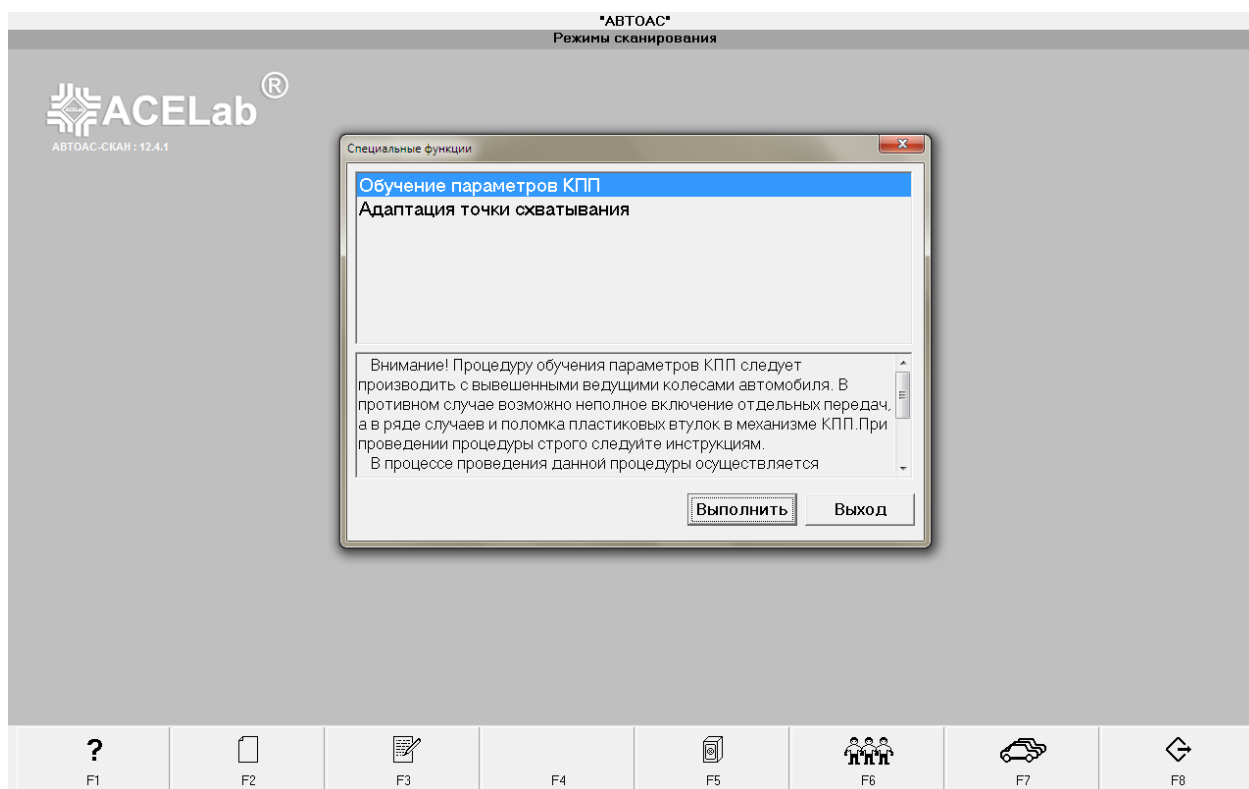 "АВТОАС"
Режимы сканирования
®
ACELab
АВТОАС-СКАН : 12.4.1
Специальные функции
Обучение параметров КПП
Адаптация точки схватывания
Внимание! Процедуру обучения параметров КПП следует
производить с вывешенными ведущими колесами автомобиля. В
противном случае возможно неполное включение отдельных передач,
а в ряде случаев и поломка пластиковых втулок в механизме КПП.При
проведении процедуры строго следуйте инструкциям.
В процессе проведения данной процедуры осуществляется
Выполнить Выход
? 
F1 F2 F3 F4 F5 F6 F7 F8